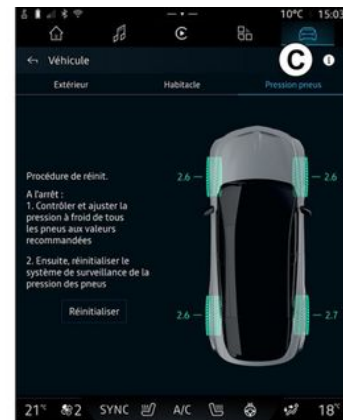 10°C 15:03
← Véhicule
C
i
Extérieur Habitacle Pression pneus
Procédure de réinit.
A l'arrêt :
1. Contrôler et ajuster la
pression à froid de tous
les pneus aux valeurs
recommandées
2. Ensuite, réinitialiser le
système de surveillance de la
pression des pneus
Réinitialiser
2.6 2.6
2.6 2.7
21°C 2 SYNC A/C 18°C